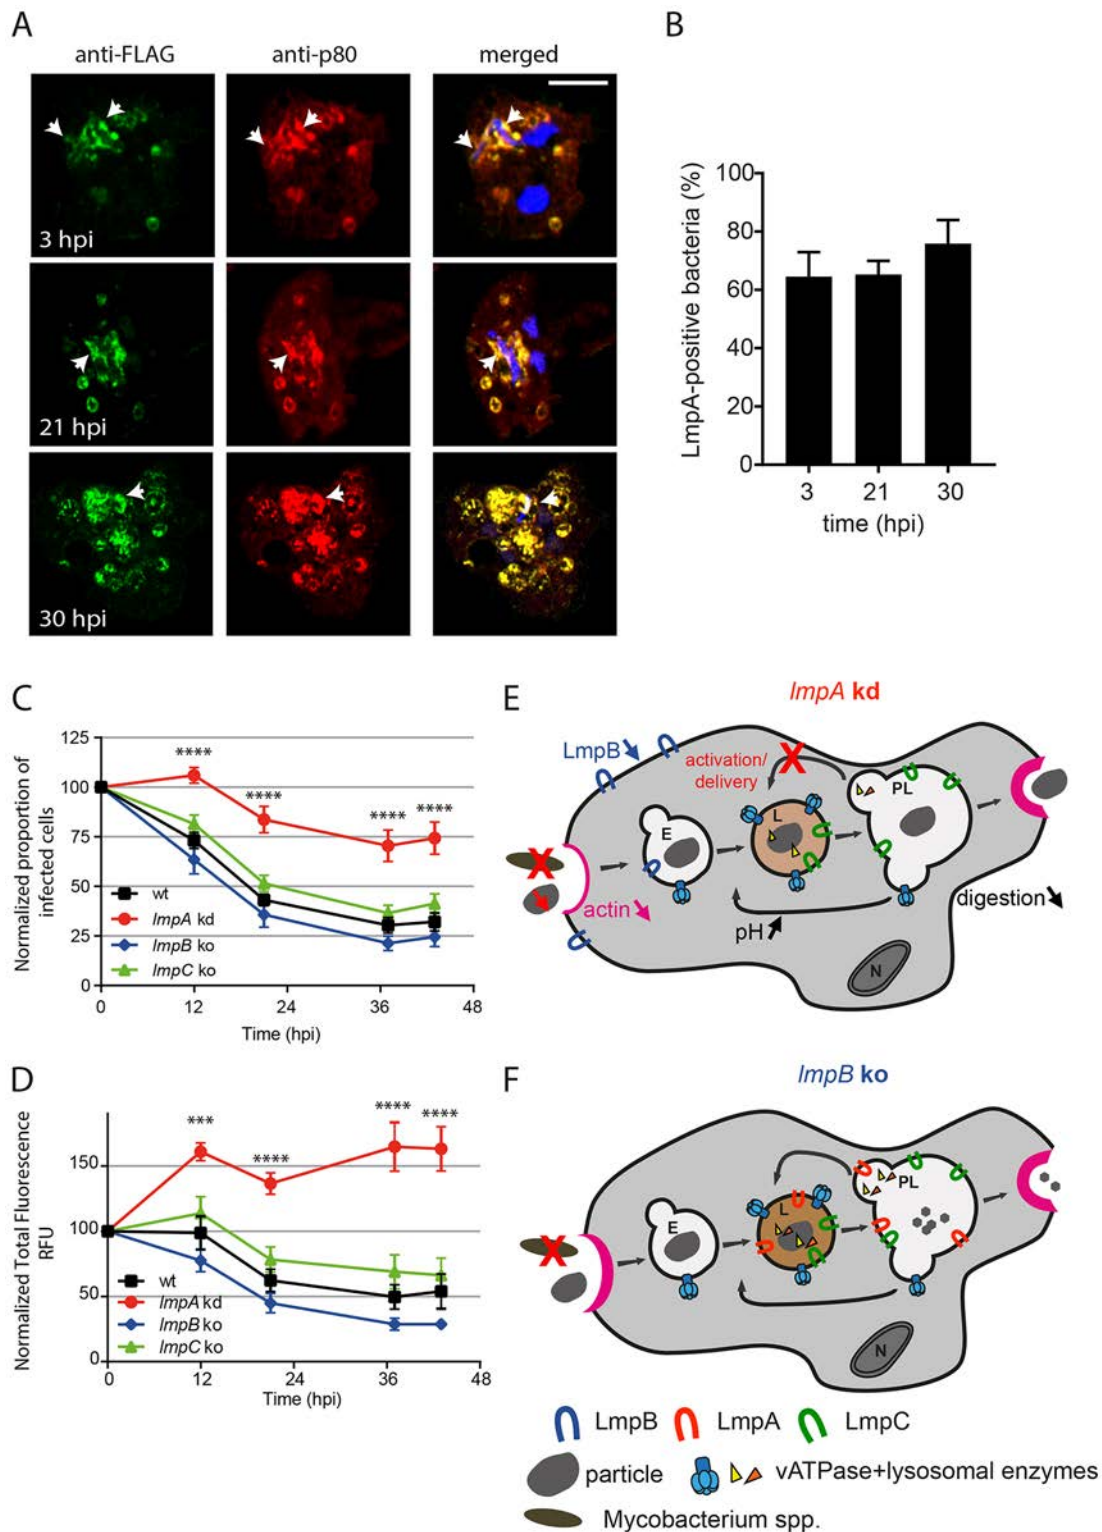 A
anti-FLAG
anti-p80
merged
3 hpi
21 hpi
30 hpi
B
LmpA-positive bacteria (%)
100
80
60
40
20
0
3
21
30
time (hpi)
C
Normalized proportion of
infected cells
125
100
75
50
25
0
****
****
****
****
wt
lmpA kd
lmpB ko
lmpC ko
0
12
24
36
48
Time (hpi)
D
Normalized Total Fluorescence
RFU
150
100
50
0
***
****
****
****
wt
lmpA kd
lmpB ko
lmpC ko
0
12
24
36
48
Time (hpi)
E
lmpA kd
LmpB
activation/
delivery
X
PL
E
L
X
actin
pH
digestion
N
F
lmpB ko
PL
E
L
X
N
LmpB
LmpA
LmpC
particle
vATPase+lysosomal enzymes
Mycobacterium spp.